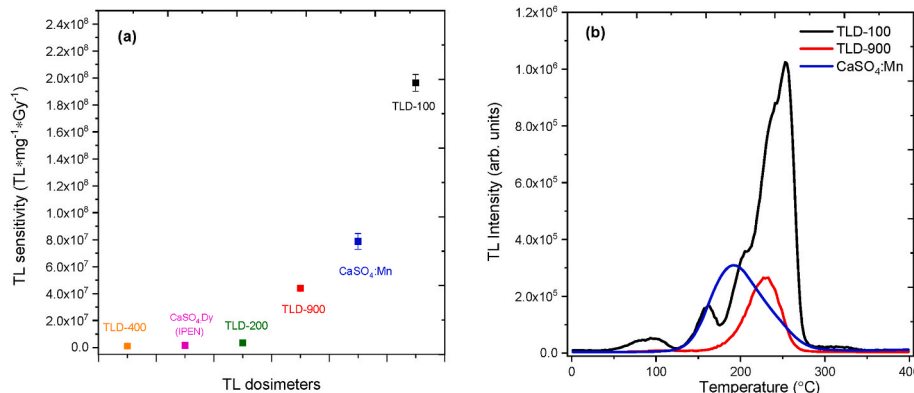 (a)
TL sensitivity (TL*mg⁻¹*Gy⁻¹)
2.4x10⁸
2.2x10⁸
2.0x10⁸
1.8x10⁸
1.6x10⁸
1.4x10⁸
1.2x10⁸
1.0x10⁸
8.0x10⁷
6.0x10⁷
4.0x10⁷
2.0x10⁷
0.0
TLD-100
CaSO₄:Mn
TLD-900
TLD-200
CaSO₄:Dy
(IPEN)
TLD-400
TL dosimeters
(b)
TL Intensity (arb. units)
1.2x10⁶
1.0x10⁶
8.0x10⁵
6.0x10⁵
4.0x10⁵
2.0x10⁵
0.0
TLD-100
TLD-900
CaSO₄:Mn
0
100
200
300
400
Temperature (°C)